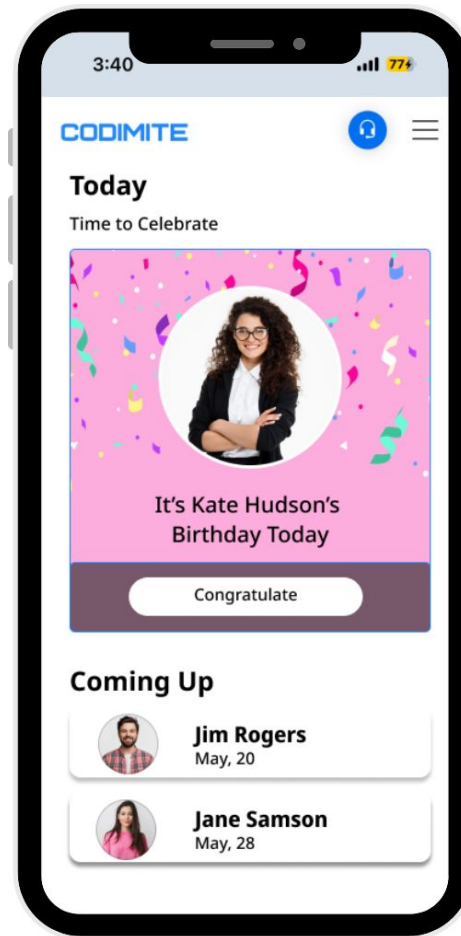 3:40
77
CODIMITE
Today
Time to Celebrate
It’s Kate Hudson’s
Birthday Today
Congratulate
Coming Up
Jim Rogers
May, 20
Jane Samson
May, 28